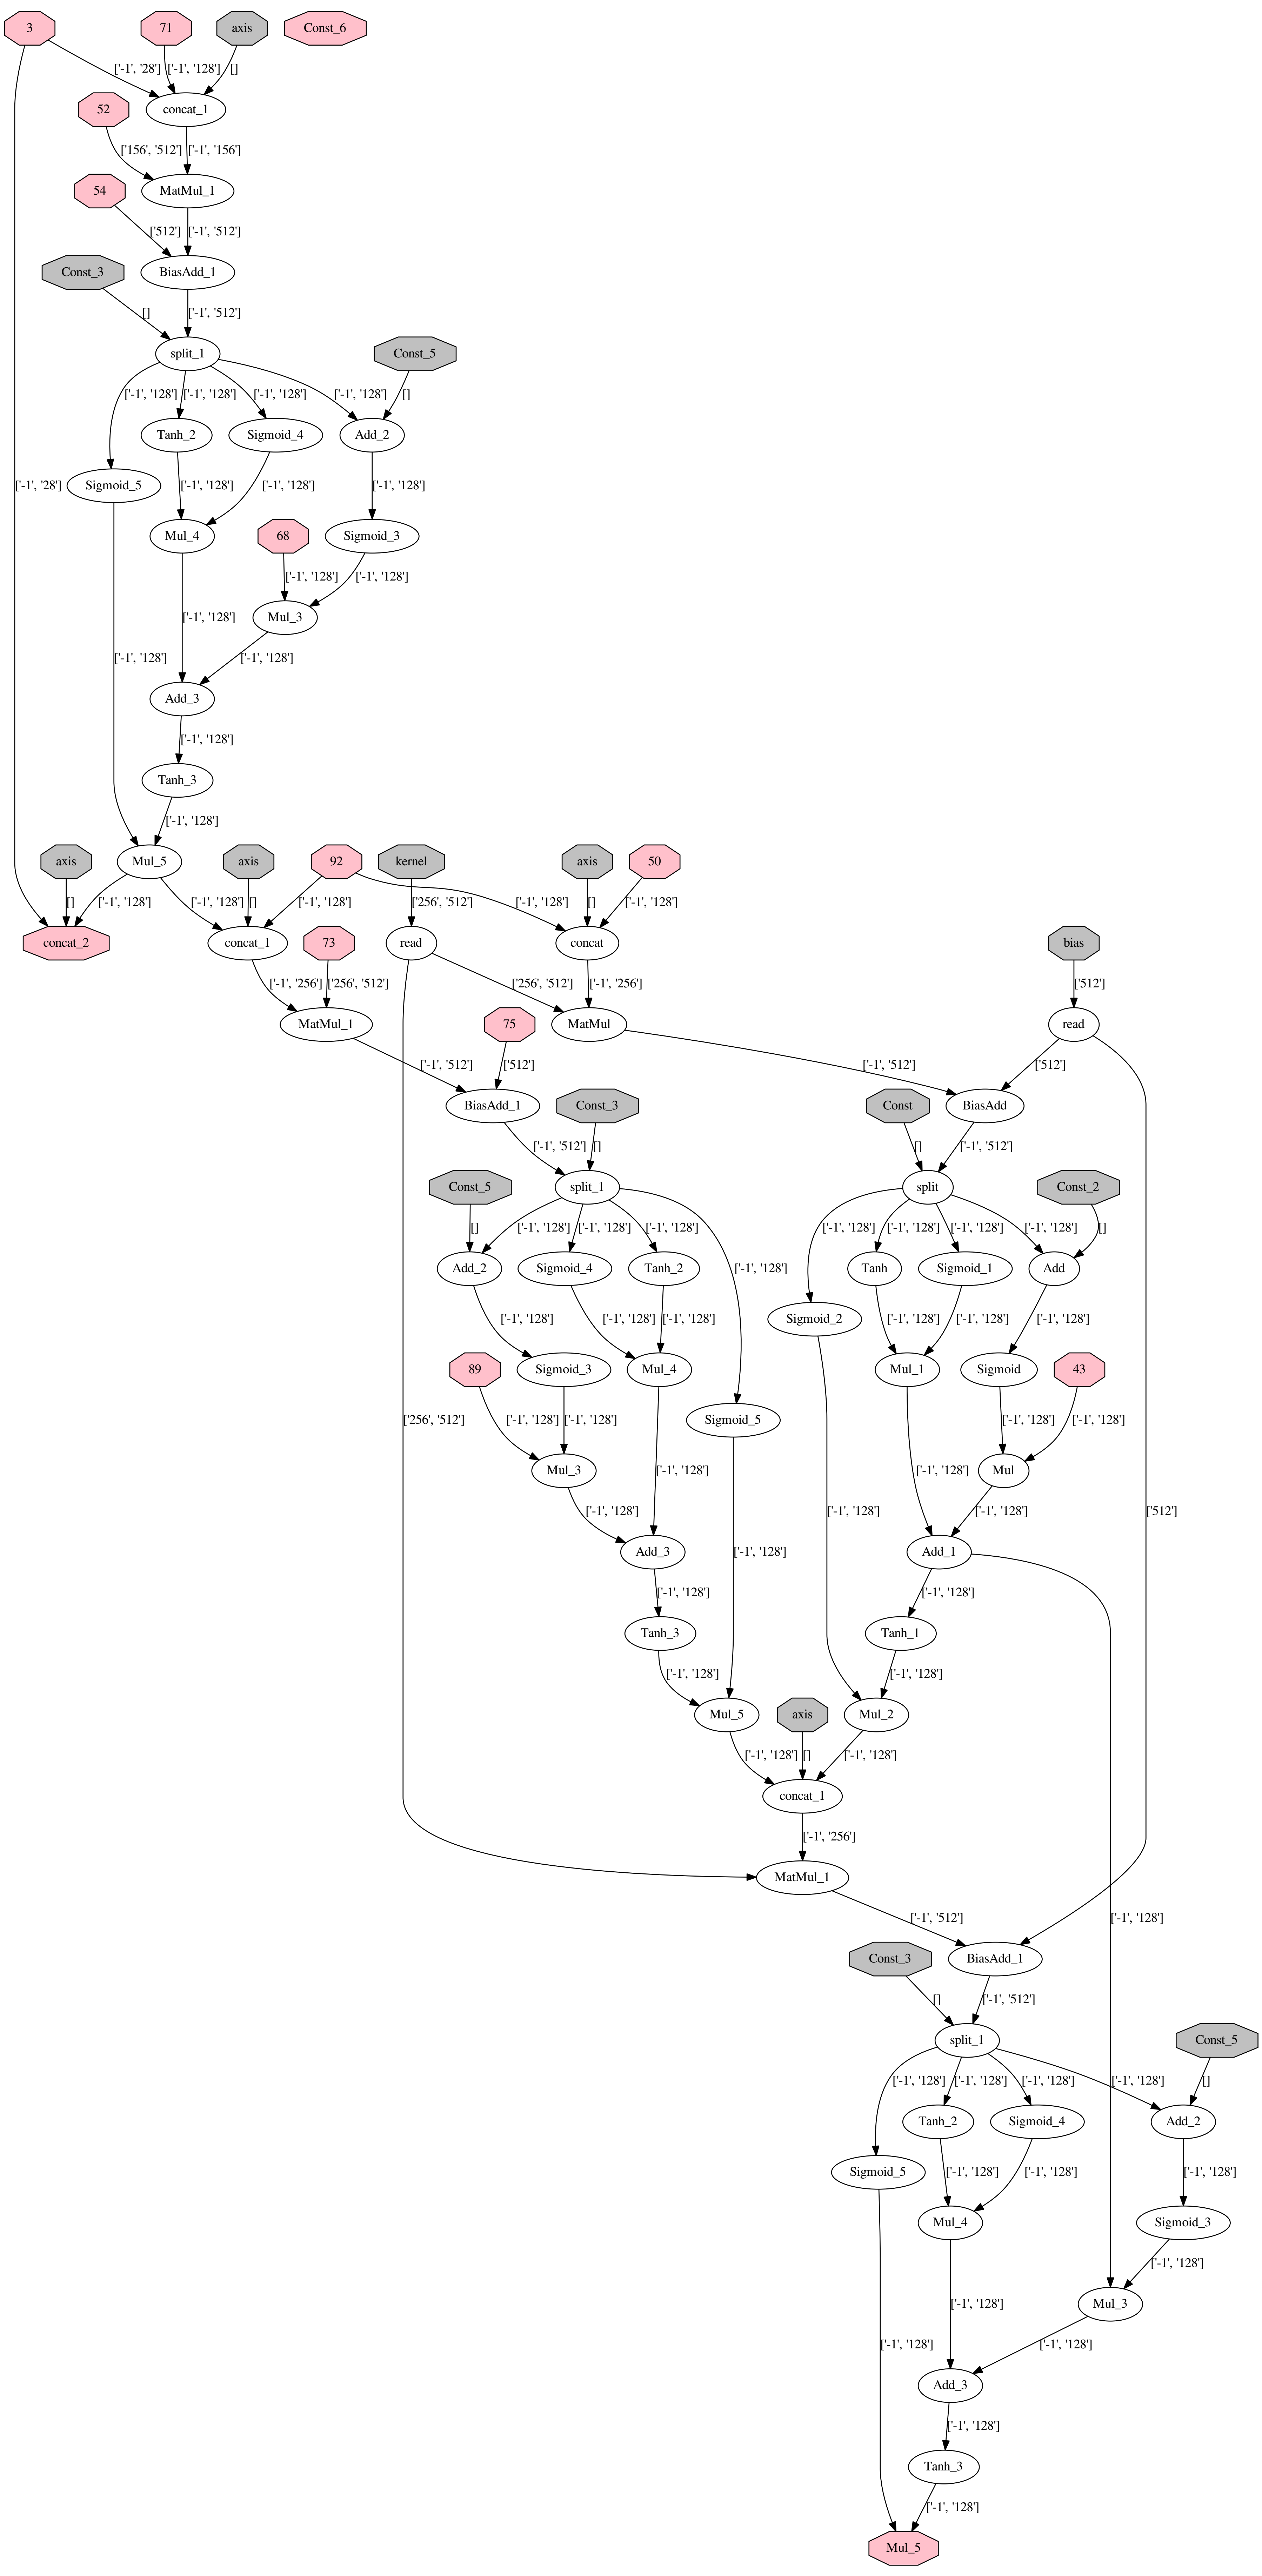 3 71 axis Const_6
['-1', '28'] ['-1', '128'] []
52 concat_1
['156', '512'] ['-1', '156']
54 MatMul_1
['512'] ['-1', '512']
Const_3 BiasAdd_1
[] ['-1', '512']
split_1 Const_5
['-1', '128'] ['-1', '128'] ['-1', '128'] ['-1', '128'] []
Tanh_2 Sigmoid_4 Add_2
['-1', '28'] Sigmoid_5 ['-1', '128'] ['-1', '128'] ['-1', '128']
Mul_4 68 Sigmoid_3
['-1', '128'] ['-1', '128']
['-1', '128'] Mul_3
['-1', '128'] ['-1', '128']
Add_3
['-1', '128']
Tanh_3
['-1', '128']
axis Mul_5 axis 92 kernel axis 50
[] ['-1', '128'] ['-1', '128'] [] ['-1', '128'] ['256', '512'] ['-1', '128'] [] ['-1', '128']
concat_2 concat_1 73 read concat bias
['-1', '256'] ['256', '512'] ['256', '512'] ['-1', '256'] ['512']
MatMul_1 75 MatMul read
['-1', '512'] ['512'] ['-1', '512'] ['512']
BiasAdd_1 Const_3 Const BiasAdd
['-1', '512'] [] [] ['-1', '512']
Const_5 split_1 split Const_2
[] ['-1', '128'] ['-1', '128'] ['-1', '128'] ['-1', '128'] ['-1', '128'] ['-1', '128'] ['-1', '128'] []
Add_2 Sigmoid_4 Tanh_2 ['-1', '128'] Tanh Sigmoid_1 Add
['-1', '128'] ['-1', '128'] ['-1', '128'] Sigmoid_2 ['-1', '128'] ['-1', '128'] ['-1', '128']
89 Sigmoid_3 Mul_4 Mul_1 Sigmoid 43
['256', '512'] ['-1', '128'] ['-1', '128'] Sigmoid_5 ['-1', '128'] ['-1', '128']
Mul_3 ['-1', '128'] ['-1', '128'] Mul
['-1', '128'] ['-1', '128'] ['-1', '128'] ['512']
Add_3 ['-1', '128'] Add_1
['-1', '128'] ['-1', '128']
Tanh_3 Tanh_1
['-1', '128'] ['-1', '128']
Mul_5 axis Mul_2
['-1', '128'] [] ['-1', '128']
concat_1
['-1', '256']
MatMul_1
['-1', '512'] ['-1', '128']
Const_3 BiasAdd_1
[] ['-1', '512']
split_1 Const_5
['-1', '128'] ['-1', '128'] ['-1', '128'] ['-1', '128'] []
Tanh_2 Sigmoid_4 Add_2
Sigmoid_5 ['-1', '128'] ['-1', '128'] ['-1', '128']
Mul_4 Sigmoid_3
['-1', '128']
['-1', '128'] Mul_3
['-1', '128'] ['-1', '128']
Add_3
['-1', '128']
Tanh_3
['-1', '128']
Mul_5